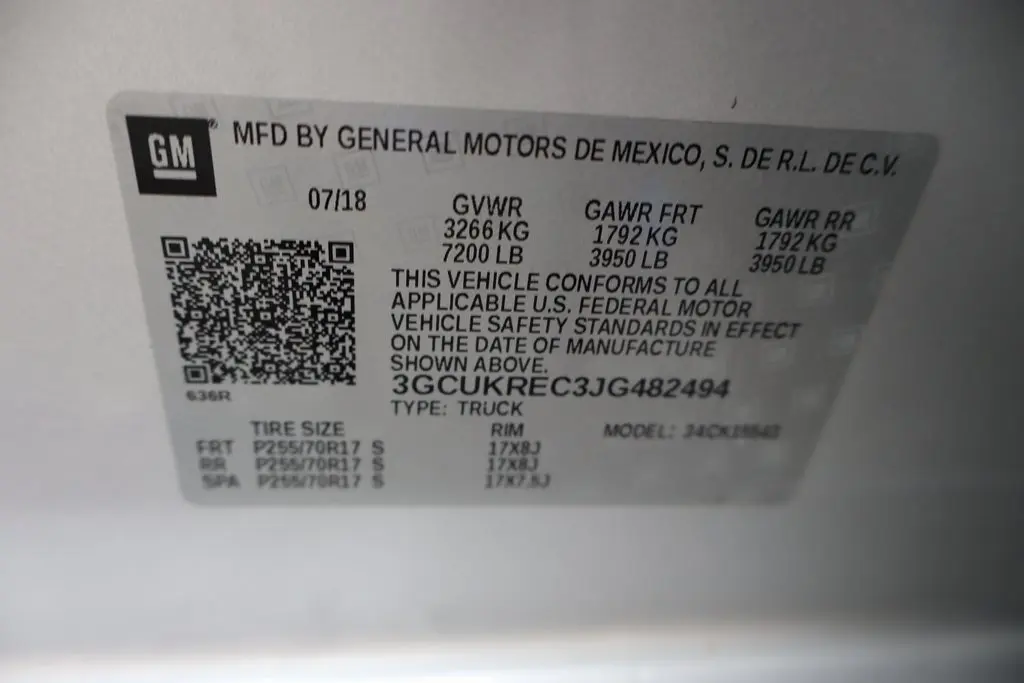 GM® MFD BY GENERAL MOTORS DE MEXICO, S. DE R.L. DE C.V.
07/18 GVWR GAWR FRT GAWR RR
3266 KG 1792 KG 1792 KG
7200 LB 3950 LB 3950 LB
THIS VEHICLE CONFORMS TO ALL
APPLICABLE U.S. FEDERAL MOTOR
VEHICLE SAFETY STANDARDS IN EFFECT
ON THE DATE OF MANUFACTURE
SHOWN ABOVE.
636R
3GCUKREC3JG482494
TYPE: TRUCK
TIRE SIZE RIM MODEL:
FRT P255/70R17 S 17X8J
RR P255/70R17 S 17X8J
SPA P255/70R17 S 17X7.5J